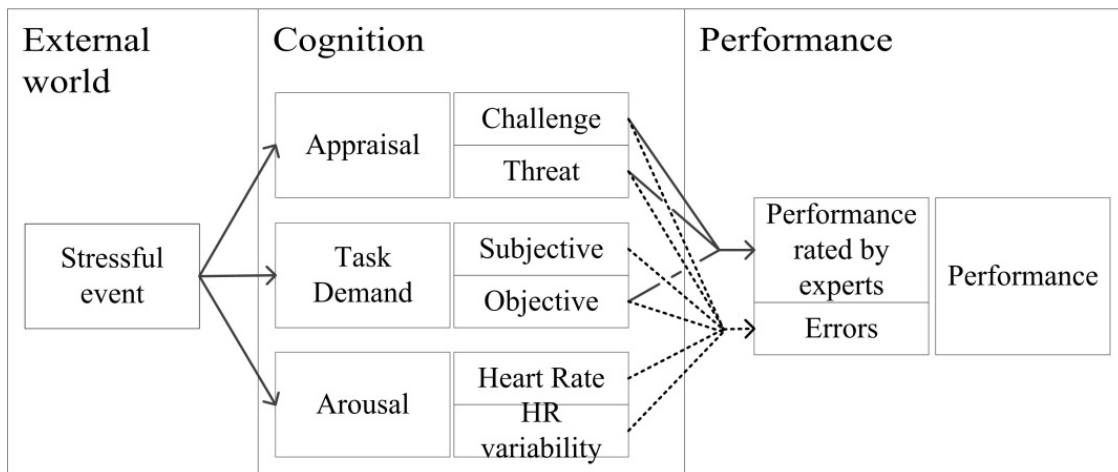 External
world
Cognition
Performance
Stressful
event
Appraisal
Challenge
Threat
Task
Demand
Subjective
Objective
Arousal
Heart Rate
HR
variability
Performance
rated by
experts
Errors
Performance